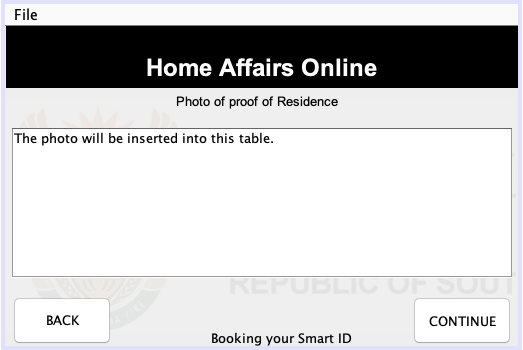 File
Home Affairs Online
Photo of proof of Residence
The photo will be inserted into this table.
REPUBLIC OF SOUT
BACK
CONTINUE
Booking your Smart ID